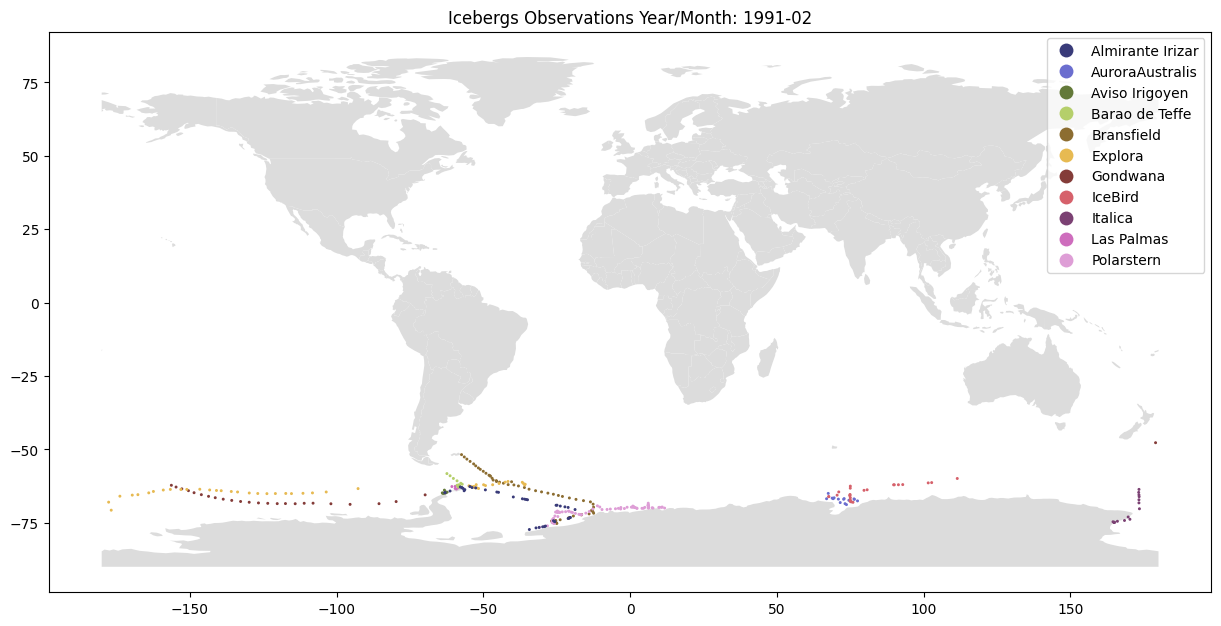 Icebergs Observations Year/Month: 1991-02
Almirante Irizar
AuroraAustralis
Aviso Irigoyen
Barao de Teffe
Bransfield
Explora
Gondwana
IceBird
Italica
Las Palmas
Polarstern
75
50
25
0
−25
−50
−75
−150
−100
−50
0
50
100
150